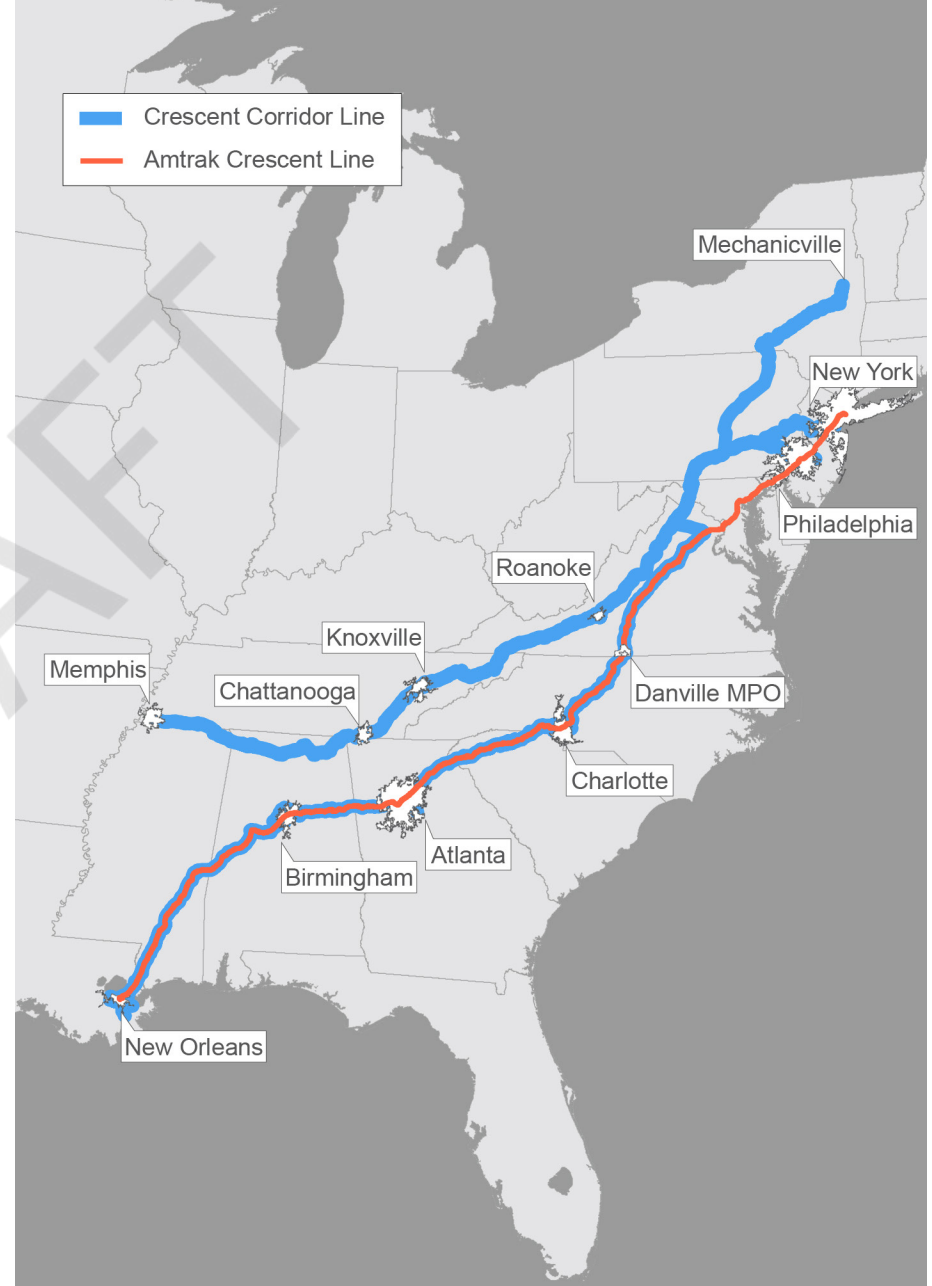 Crescent Corridor Line
Amtrak Crescent Line
Mechanicville
New York
Philadelphia
Roanoke
Knoxville
Memphis
Chattanooga
Danville MPO
Charlotte
Atlanta
Birmingham
New Orleans
AFT